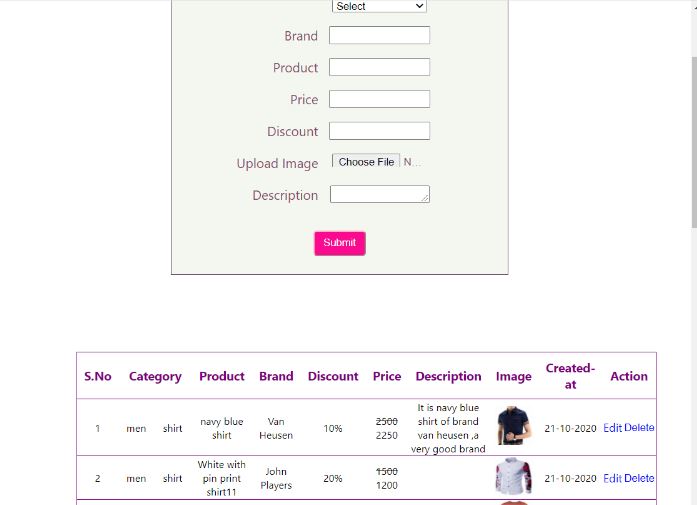 Select
Brand
Product
Price
Discount
Upload Image Choose File N...
Description
Submit
S.No Category Product Brand Discount Price Description Image Created-at Action
1 men shirt navy blue shirt Van Heusen 10% 2500 2250 It is navy blue shirt of brand van heusen ,a very good brand 21-10-2020 Edit Delete
2 men shirt White with pin print shirt11 John Players 20% 1500 1200 21-10-2020 Edit Delete